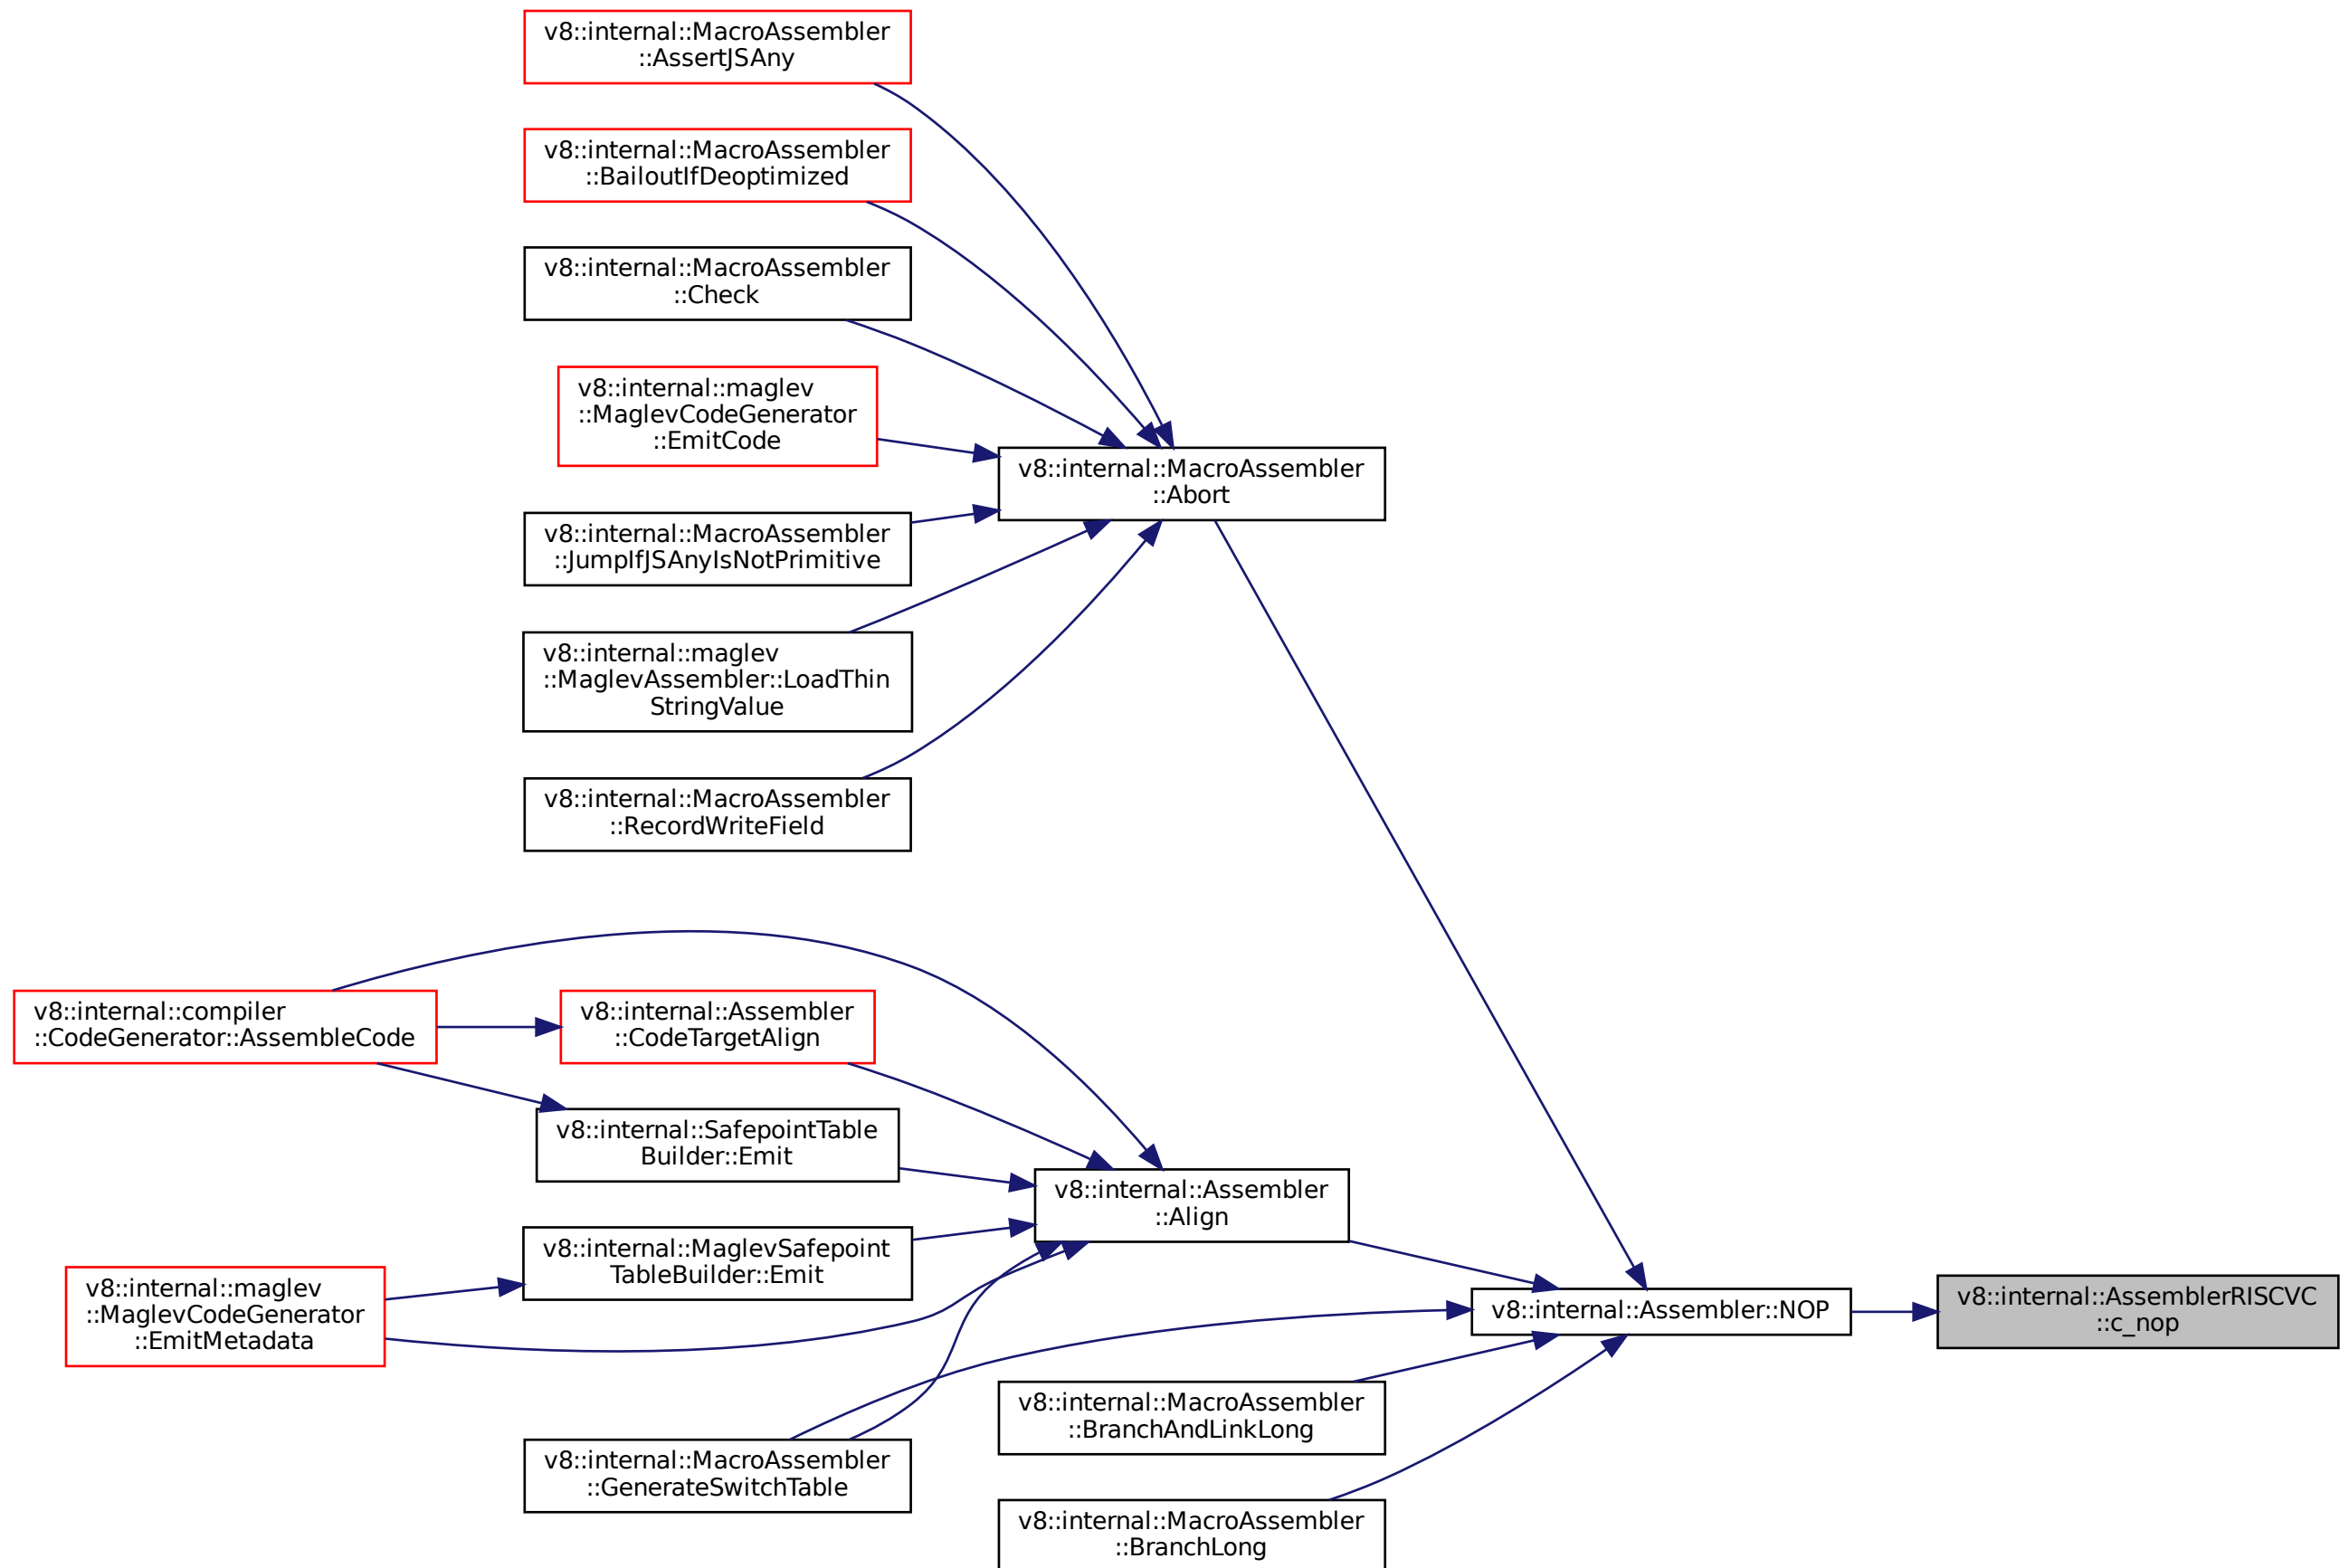 v8::internal::MacroAssembler
::AssertJSAny
v8::internal::MacroAssembler
::BailoutIfDeoptimized
v8::internal::MacroAssembler
::Check
v8::internal::maglev
::MaglevCodeGenerator
::EmitCode
v8::internal::MacroAssembler
::Abort
v8::internal::MacroAssembler
::JumpIfJSAnyIsNotPrimitive
v8::internal::maglev
::MaglevAssembler::LoadThin
StringValue
v8::internal::MacroAssembler
::RecordWriteField
v8::internal::compiler
::CodeGenerator::AssembleCode
v8::internal::Assembler
::CodeTargetAlign
v8::internal::SafepointTable
Builder::Emit
v8::internal::Assembler
::Align
v8::internal::MaglevSafepoint
TableBuilder::Emit
v8::internal::maglev
::MaglevCodeGenerator
::EmitMetadata
v8::internal::Assembler::NOP
v8::internal::AssemblerRISCVC
::c_nop
v8::internal::MacroAssembler
::BranchAndLinkLong
v8::internal::MacroAssembler
::GenerateSwitchTable
v8::internal::MacroAssembler
::BranchLong